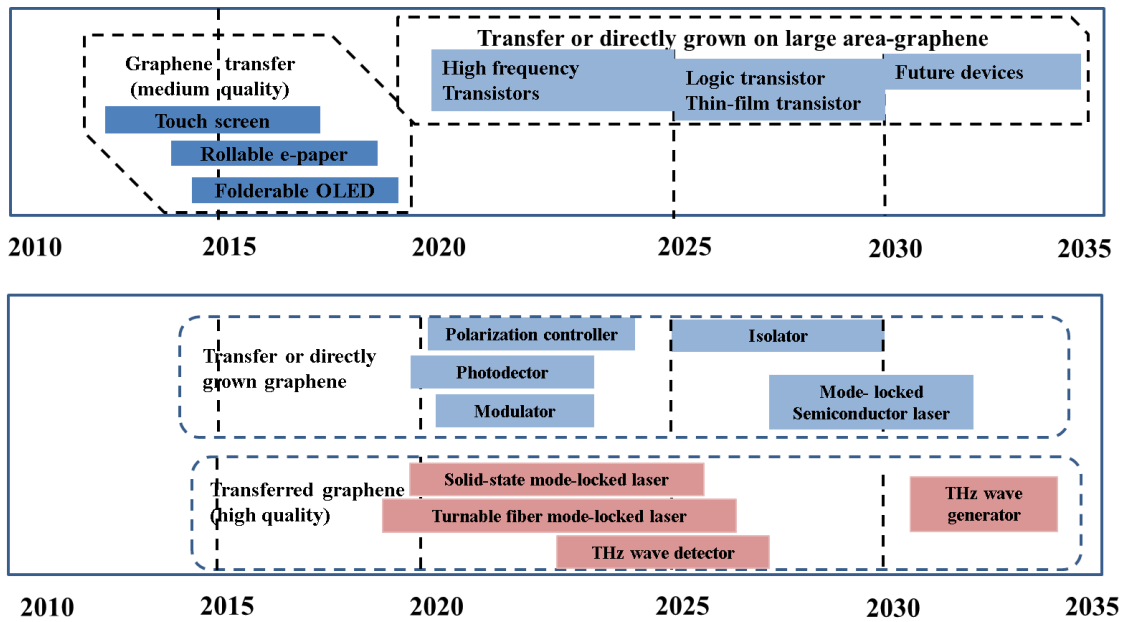 Transfer or directly grown on large area-graphene
Graphene transfer
(medium quality)
Touch screen
Rollable e-paper
Folderable OLED
High frequency
Transistors
Logic transistor
Thin-film transistor
Future devices
2010
2015
2020
2025
2030
2035
Transfer or directly
grown graphene
Polarization controller
Photodector
Modulator
Isolator
Mode- locked
Semiconductor laser
Transferred graphene
(high quality)
Solid-state mode-locked laser
Turnable fiber mode-locked laser
THz wave detector
THz wave
generator
2010
2015
2020
2025
2030
2035